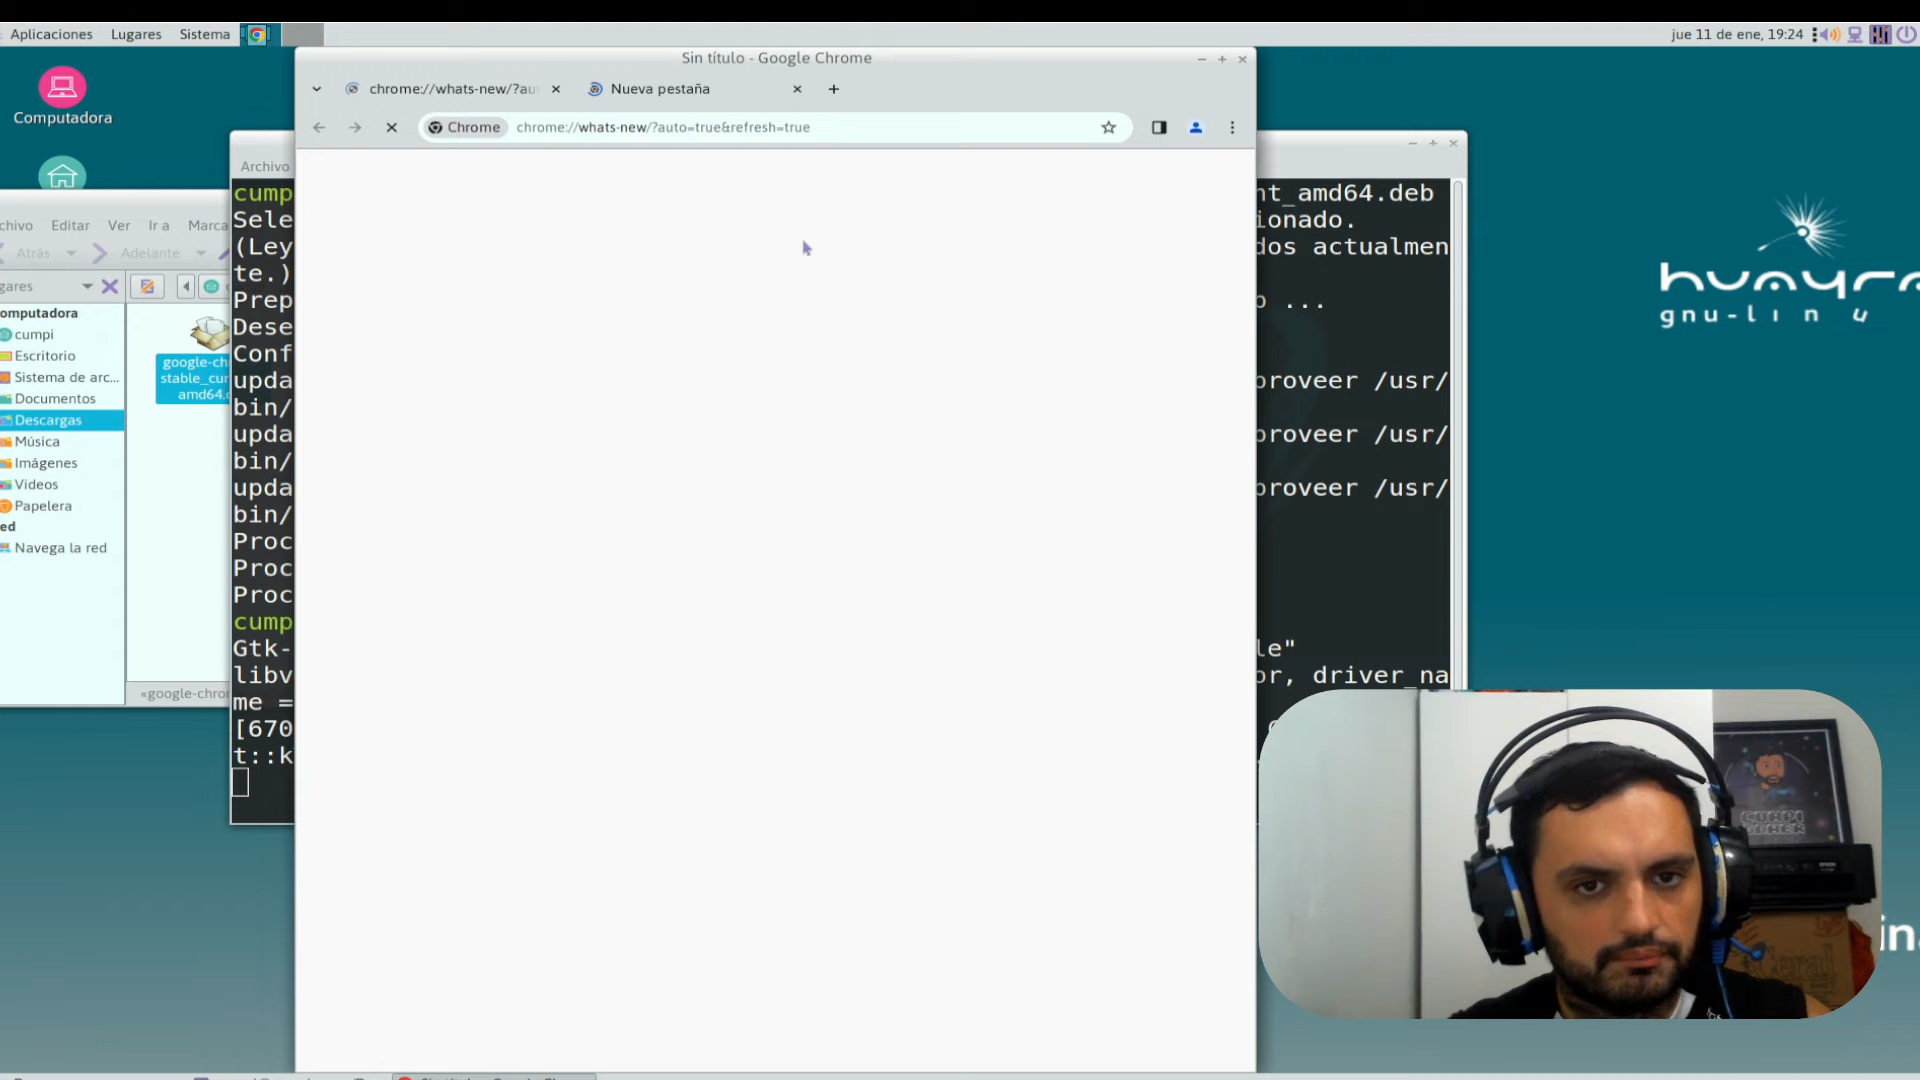 Aplicaciones Lugares Sistema
jue 11 de ene, 19:24
Sin título - Google Chrome
chrome://whats-new/?au
Nueva pestaña
Chrome
chrome://whats-new/?auto=true&refresh=true
Computadora
Archivo
chivo Editar Ver Ir a Marca
Atrás Adelante
gares
omputadora
cumpi
Escritorio
Sistema de arc...
Documentos
Descargas
Música
Imágenes
Videos
Papelera
ed
Navega la red
google-ch
stable_cur
amd64.
«google-chro
cump
nt_amd64.deb
Sele
ionado.
(Ley
dos actualmen
te.)
Prep
o ...
Dese
Conf
upda
proveer /usr/
bin/
upda
proveer /usr/
bin/
upda
proveer /usr/
bin/
Proc
Proc
Proc
cump
Gtk-
le"
libv
or, driver_na
me =
[670
t::k
huayra
gnu-linu
CUMPI
in